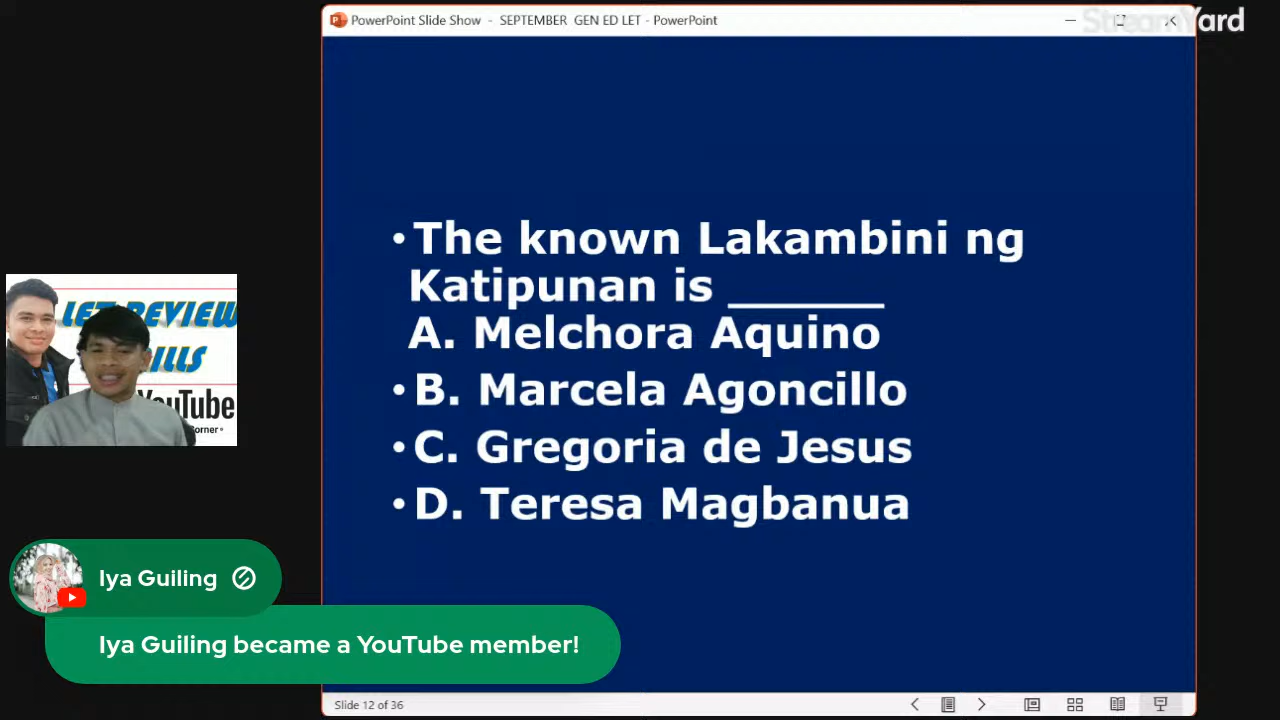 PowerPoint Slide Show - SEPTEMBER GEN ED LET - PowerPoint
StreamYard
• The known Lakambini ng
Katipunan is ______
A. Melchora Aquino
• B. Marcela Agoncillo
• C. Gregoria de Jesus
• D. Teresa Magbanua
LET REVIEW
YouTube
orner
Iya Guiling
Iya Guiling became a YouTube member!
Slide 12 of 36